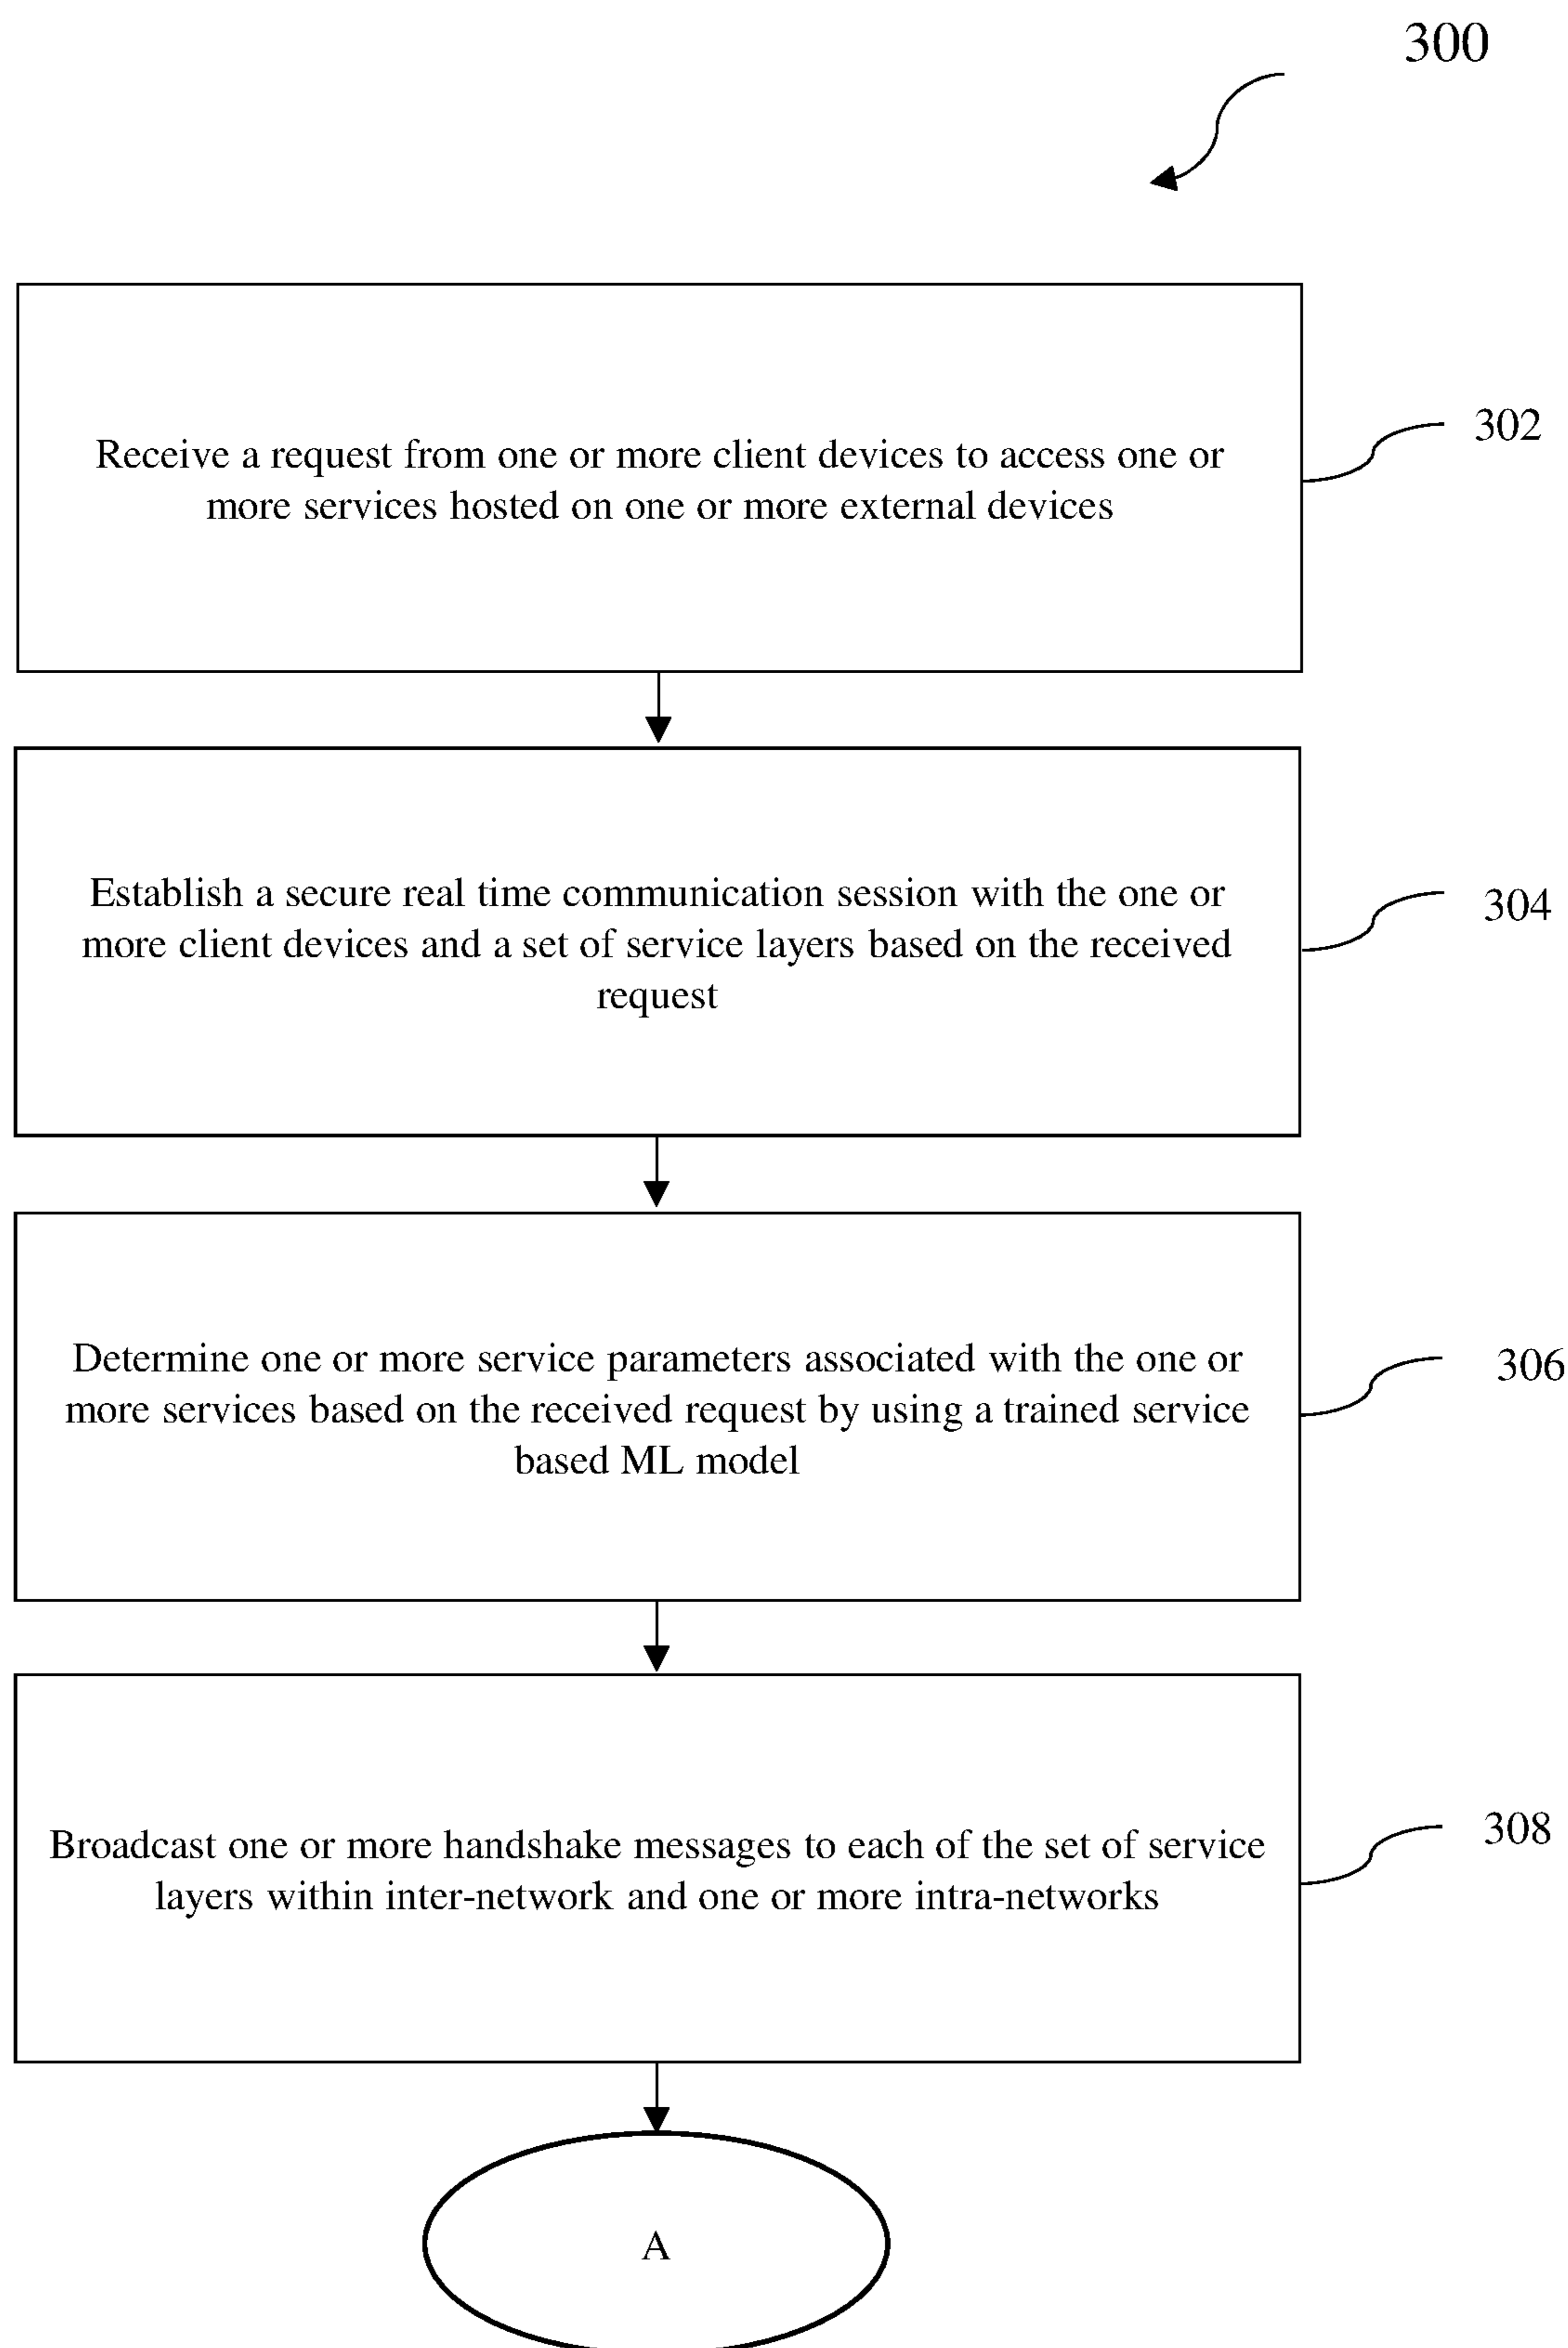 300
Receive a request from one or more client devices to access one or
more services hosted on one or more external devices
302
Establish a secure real time communication session with the one or
more client devices and a set of service layers based on the received
request
304
Determine one or more service parameters associated with the one or
more services based on the received request by using a trained service
based ML model
306
Broadcast one or more handshake messages to each of the set of service
layers within inter-network and one or more intra-networks
308
A